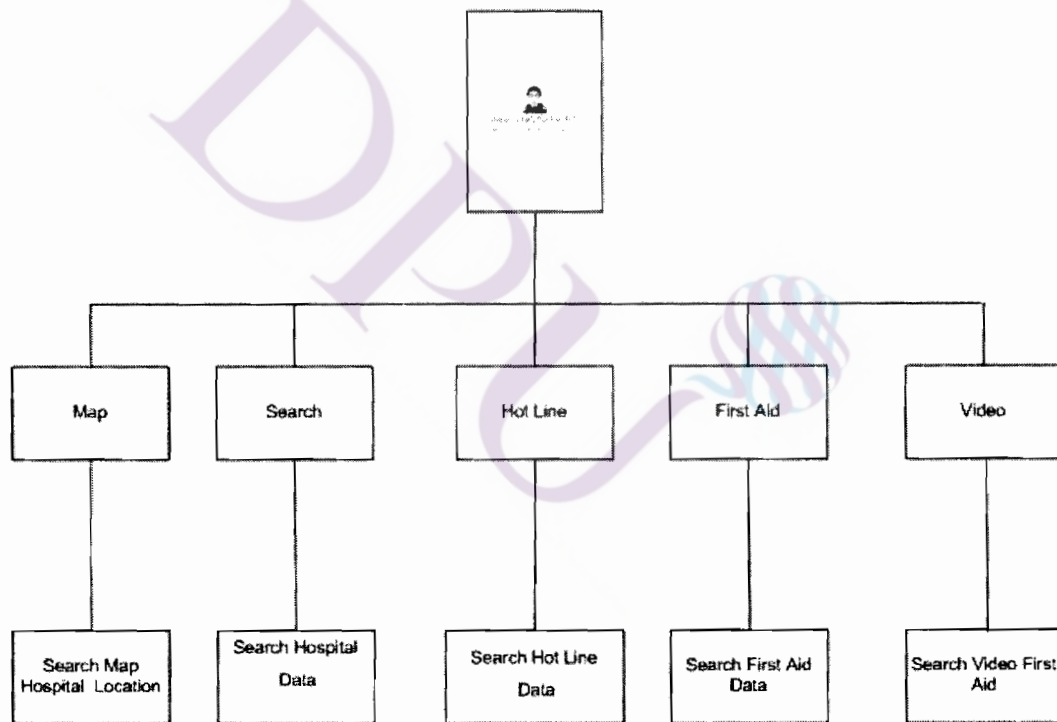 DPU
Map
Search
Hot Line
First Aid
Video
Search Map
Hospital Location
Search Hospital
Data
Search Hot Line
Data
Search First Aid
Data
Search Video First
Aid